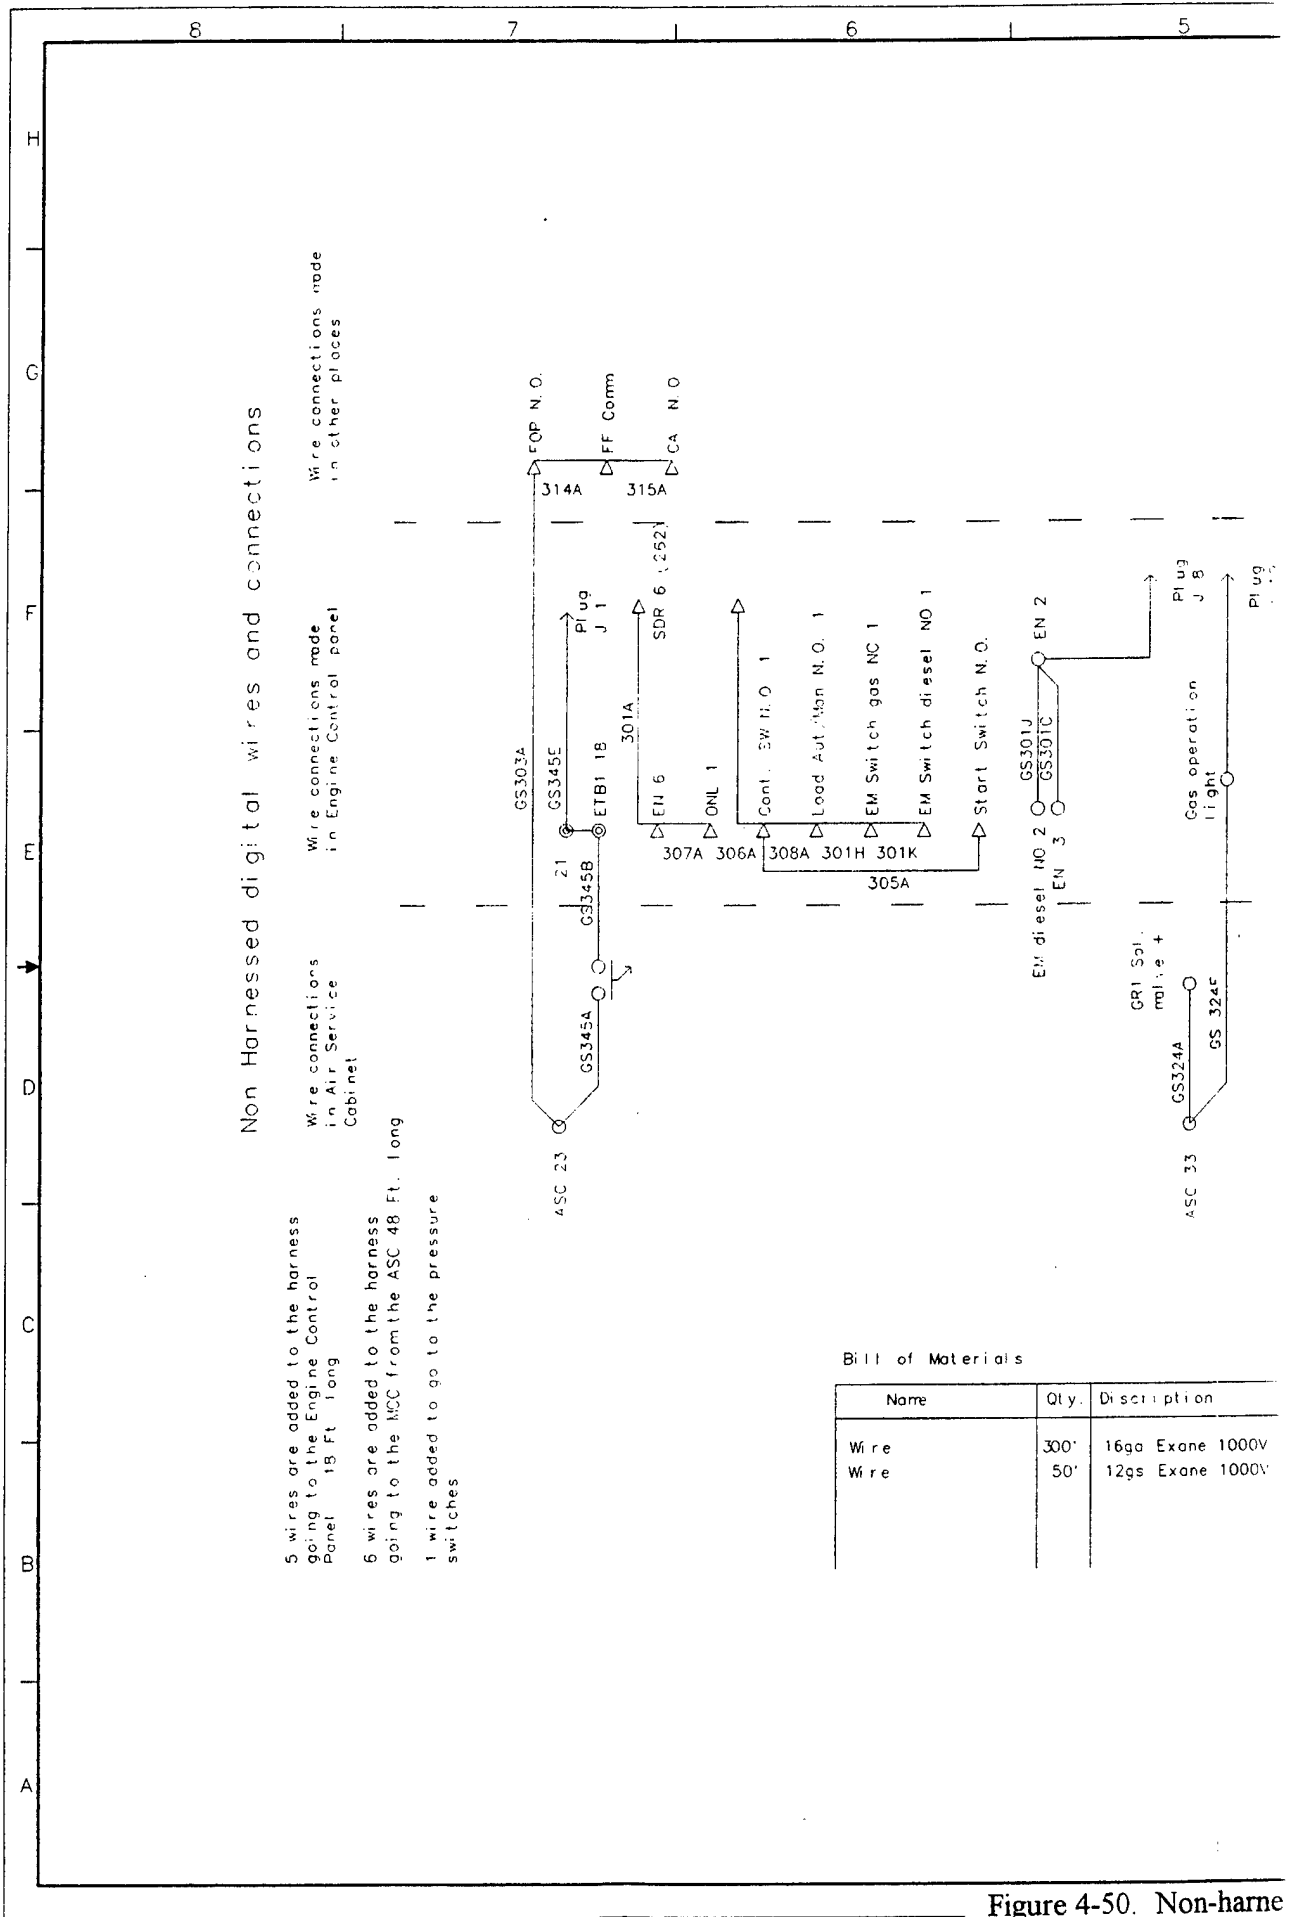 8 7 6 5
H
G
F
E
D
C
B
A
Non Harnessed digital wires and connections
Wire connections made
in other places
Wire connections made
in Engine Control panel
Wire connections
in Air Service
Cabinet
5 wires are added to the harness
going to the Engine Control
Panel 18 Ft long
6 wires are added to the harness
going to the MCC from the ASC 48 Ft. long
1 wire added to go to the pressure
switches
FOP N.O.
FF Comm
CA N.O
314A
315A
GS303A
GS345E
Plug
J 1
ETB1 18
21
GS345B
GS345A
ASC 23
SDR 6 (262)
301A
EN 6
ONL 1
307A
306A
308A
301H
301K
305A
Cont. SW N.O 1
Load Aut/Man N.O. 1
EM Switch gas NC 1
EM Switch diesel NO 1
Start Switch N.O.
EN 2
GS301J
GS301C
EM diesel NO 2
EN 3
Plug
J 8
Plug
Gas operation
light
GR1 Sol.
GS324A
GS 324F
ASC 33
Bill of Materials
Name Qty. Discription
Wire 300' 16ga Exane 1000V
Wire 50' 12gs Exane 1000V
Figure 4-50. Non-harne